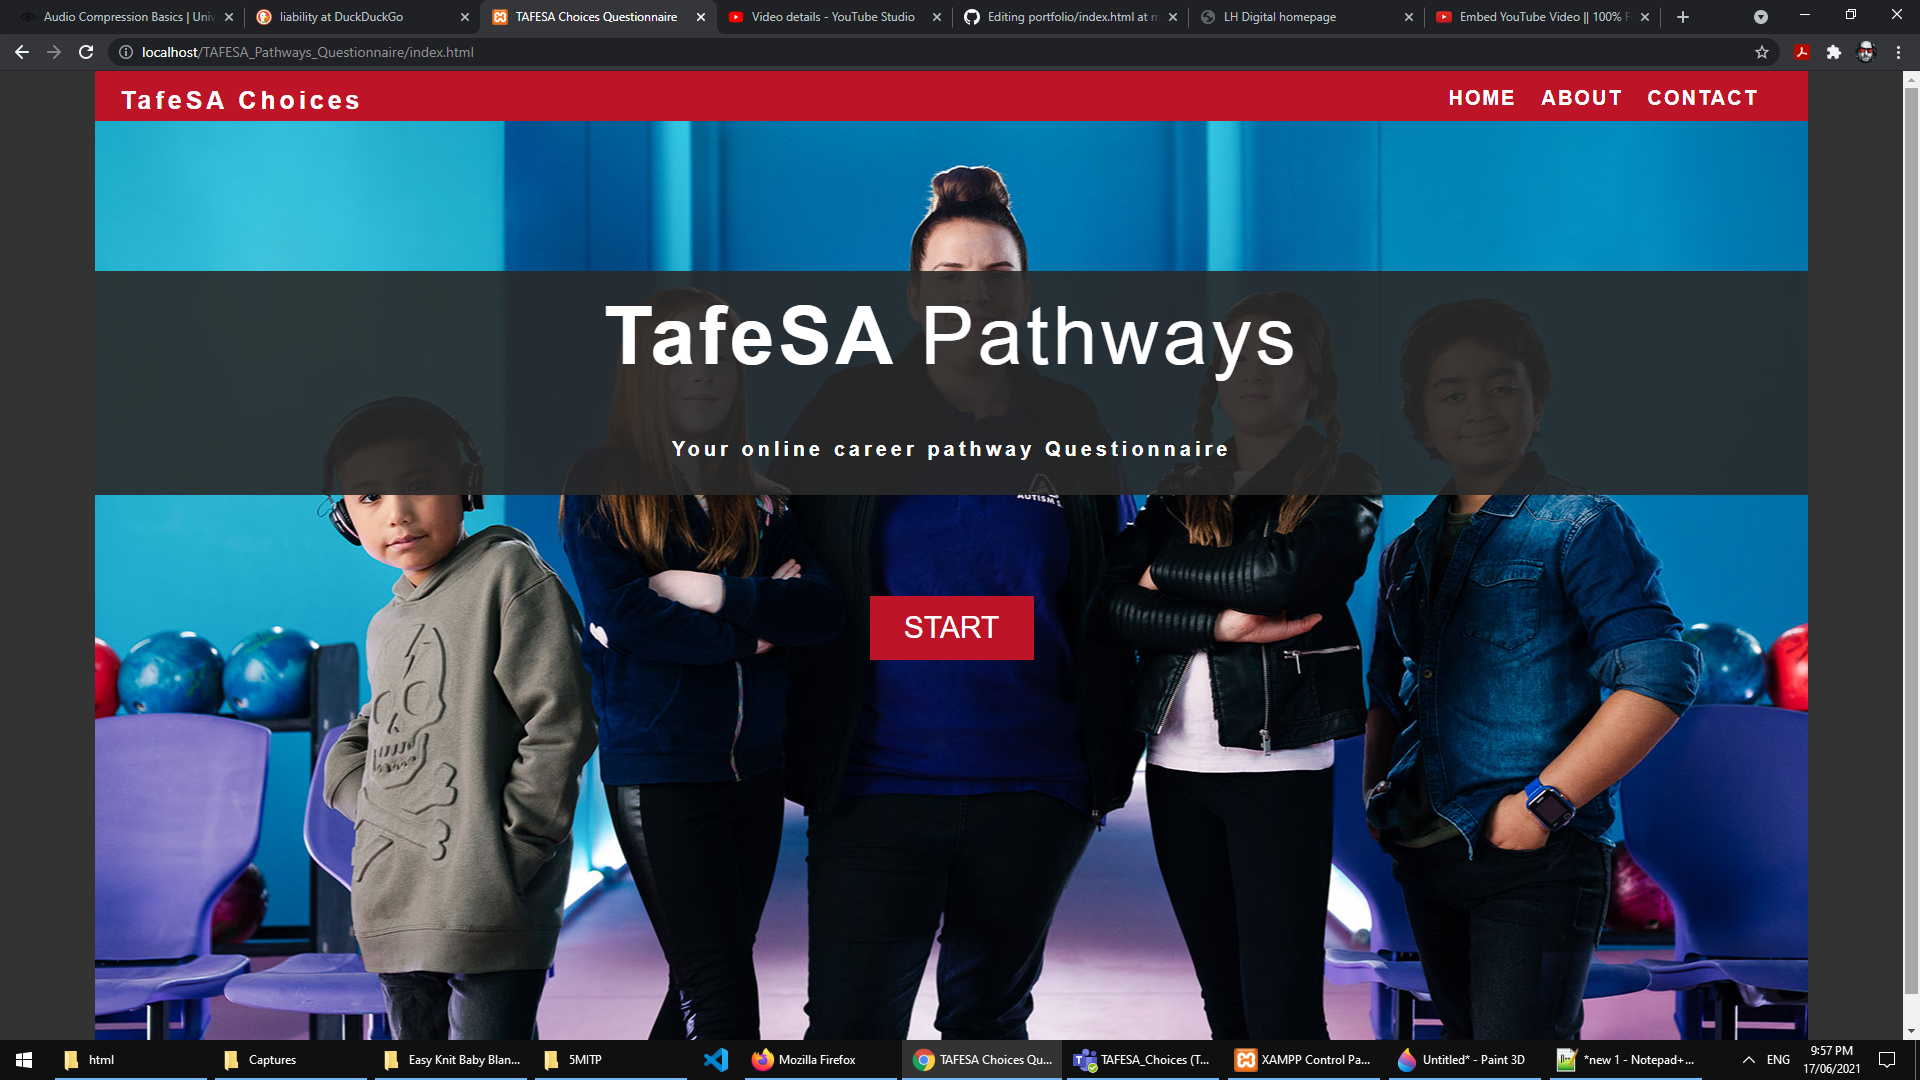 Audio Compression Basics | Univ
liability at DuckDuckGo
TAFESA Choices Questionnaire
Video details - YouTube Studio
Editing portfolio/index.html at m
LH Digital homepage
Embed YouTube Video || 100% F
localhost/TAFESA_Pathways_Questionnaire/index.html
TafeSA Choices
HOME ABOUT CONTACT
TafeSA Pathways
Your online career pathway Questionnaire
AUTISM S
START
html
Captures
Easy Knit Baby Blan...
5MITP
Mozilla Firefox
TAFESA Choices Qu...
TAFESA_Choices (T...
XAMPP Control Pa...
Untitled* - Paint 3D
*new 1 - Notepad+...
ENG
9:57 PM
17/06/2021